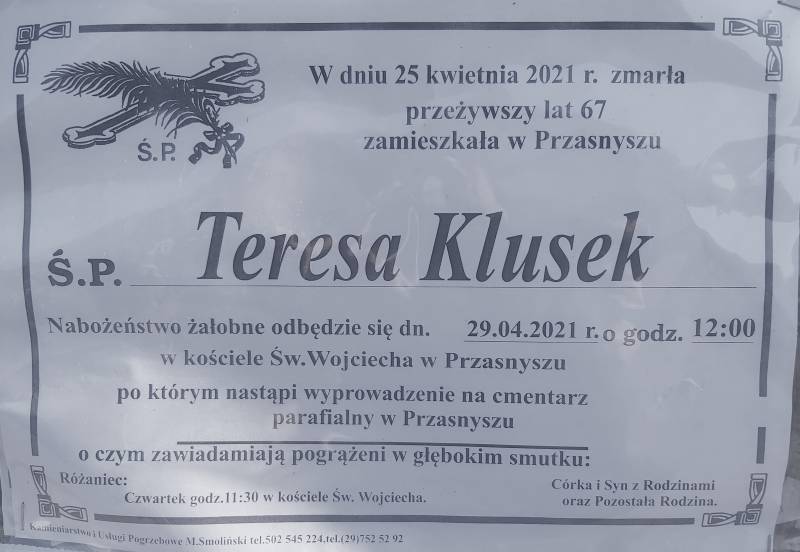 W dniu 25 kwietnia 2021 r. zmarła
przeżywszy lat 67
zamieszkała w Przasnyszu
Ś.P.
Ś.P. Teresa Klusek
Nabożeństwo żałobne odbędzie się dn. 29.04.2021 r. o godz. 12:00
w kościele Św.Wojciecha w Przasnyszu
po którym nastąpi wyprowadzenie na cmentarz
parafialny w Przasnyszu
o czym zawiadamiają pogrążeni w głębokim smutku:
Różaniec:
Czwartek godz.11:30 w kościele Św. Wojciecha.
Córka i Syn z Rodzinami
oraz Pozostała Rodzina.
Kamieniarstwo i Usługi Pogrzebowe M.Smoliński tel.502 545 224,tel.(29)752 52 92